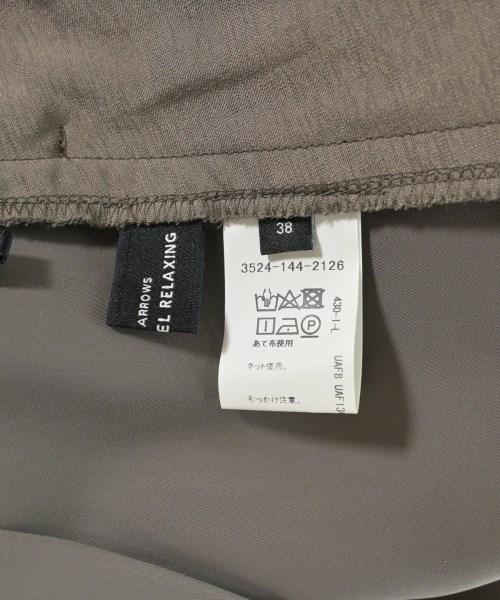 38
3524-144-2126
あて布使用
ネット使用。
引っかけ注意。
430-1-L
UAF8 UAF13
ARROWS
EL RELAXING